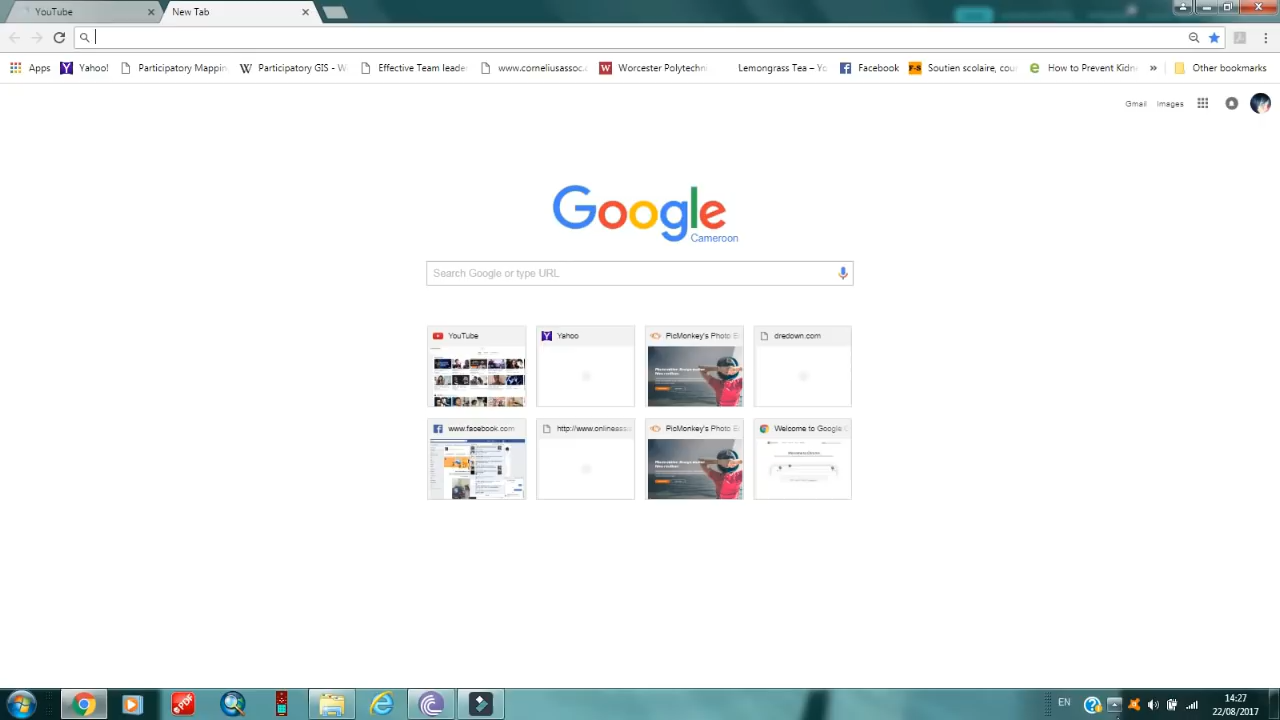 YouTube
New Tab
Apps
Yahoo!
Participatory Mappin
Participatory GIS - W
Effective Team leade
www.corneliusassoc.
Worcester Polytechni
Lemongrass Tea – Yo
Facebook
Soutien scolaire, cou
How to Prevent Kidne
»
Other bookmarks
Gmail
Images
Google
Cameroon
Search Google or type URL
YouTube
Yahoo
PicMonkey's Photo E
dredown.com
www.facebook.com
http://www.onlineass
PicMonkey's Photo E
Welcome to Google
EN
14:27
22/08/2017